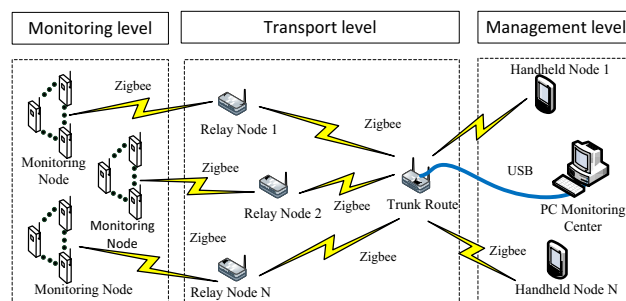 Monitoring level
Transport level
Management level
Zigbee
Monitoring
Node
Monitoring
Node
Monitoring Node
Relay Node 1
Zigbee
Zigbee
Relay Node 2
Zigbee
Zigbee
Relay Node N
Zigbee
Trunk Route
Handheld Node 1
USB
PC Monitoring
Center
Zigbee
Handheld Node N